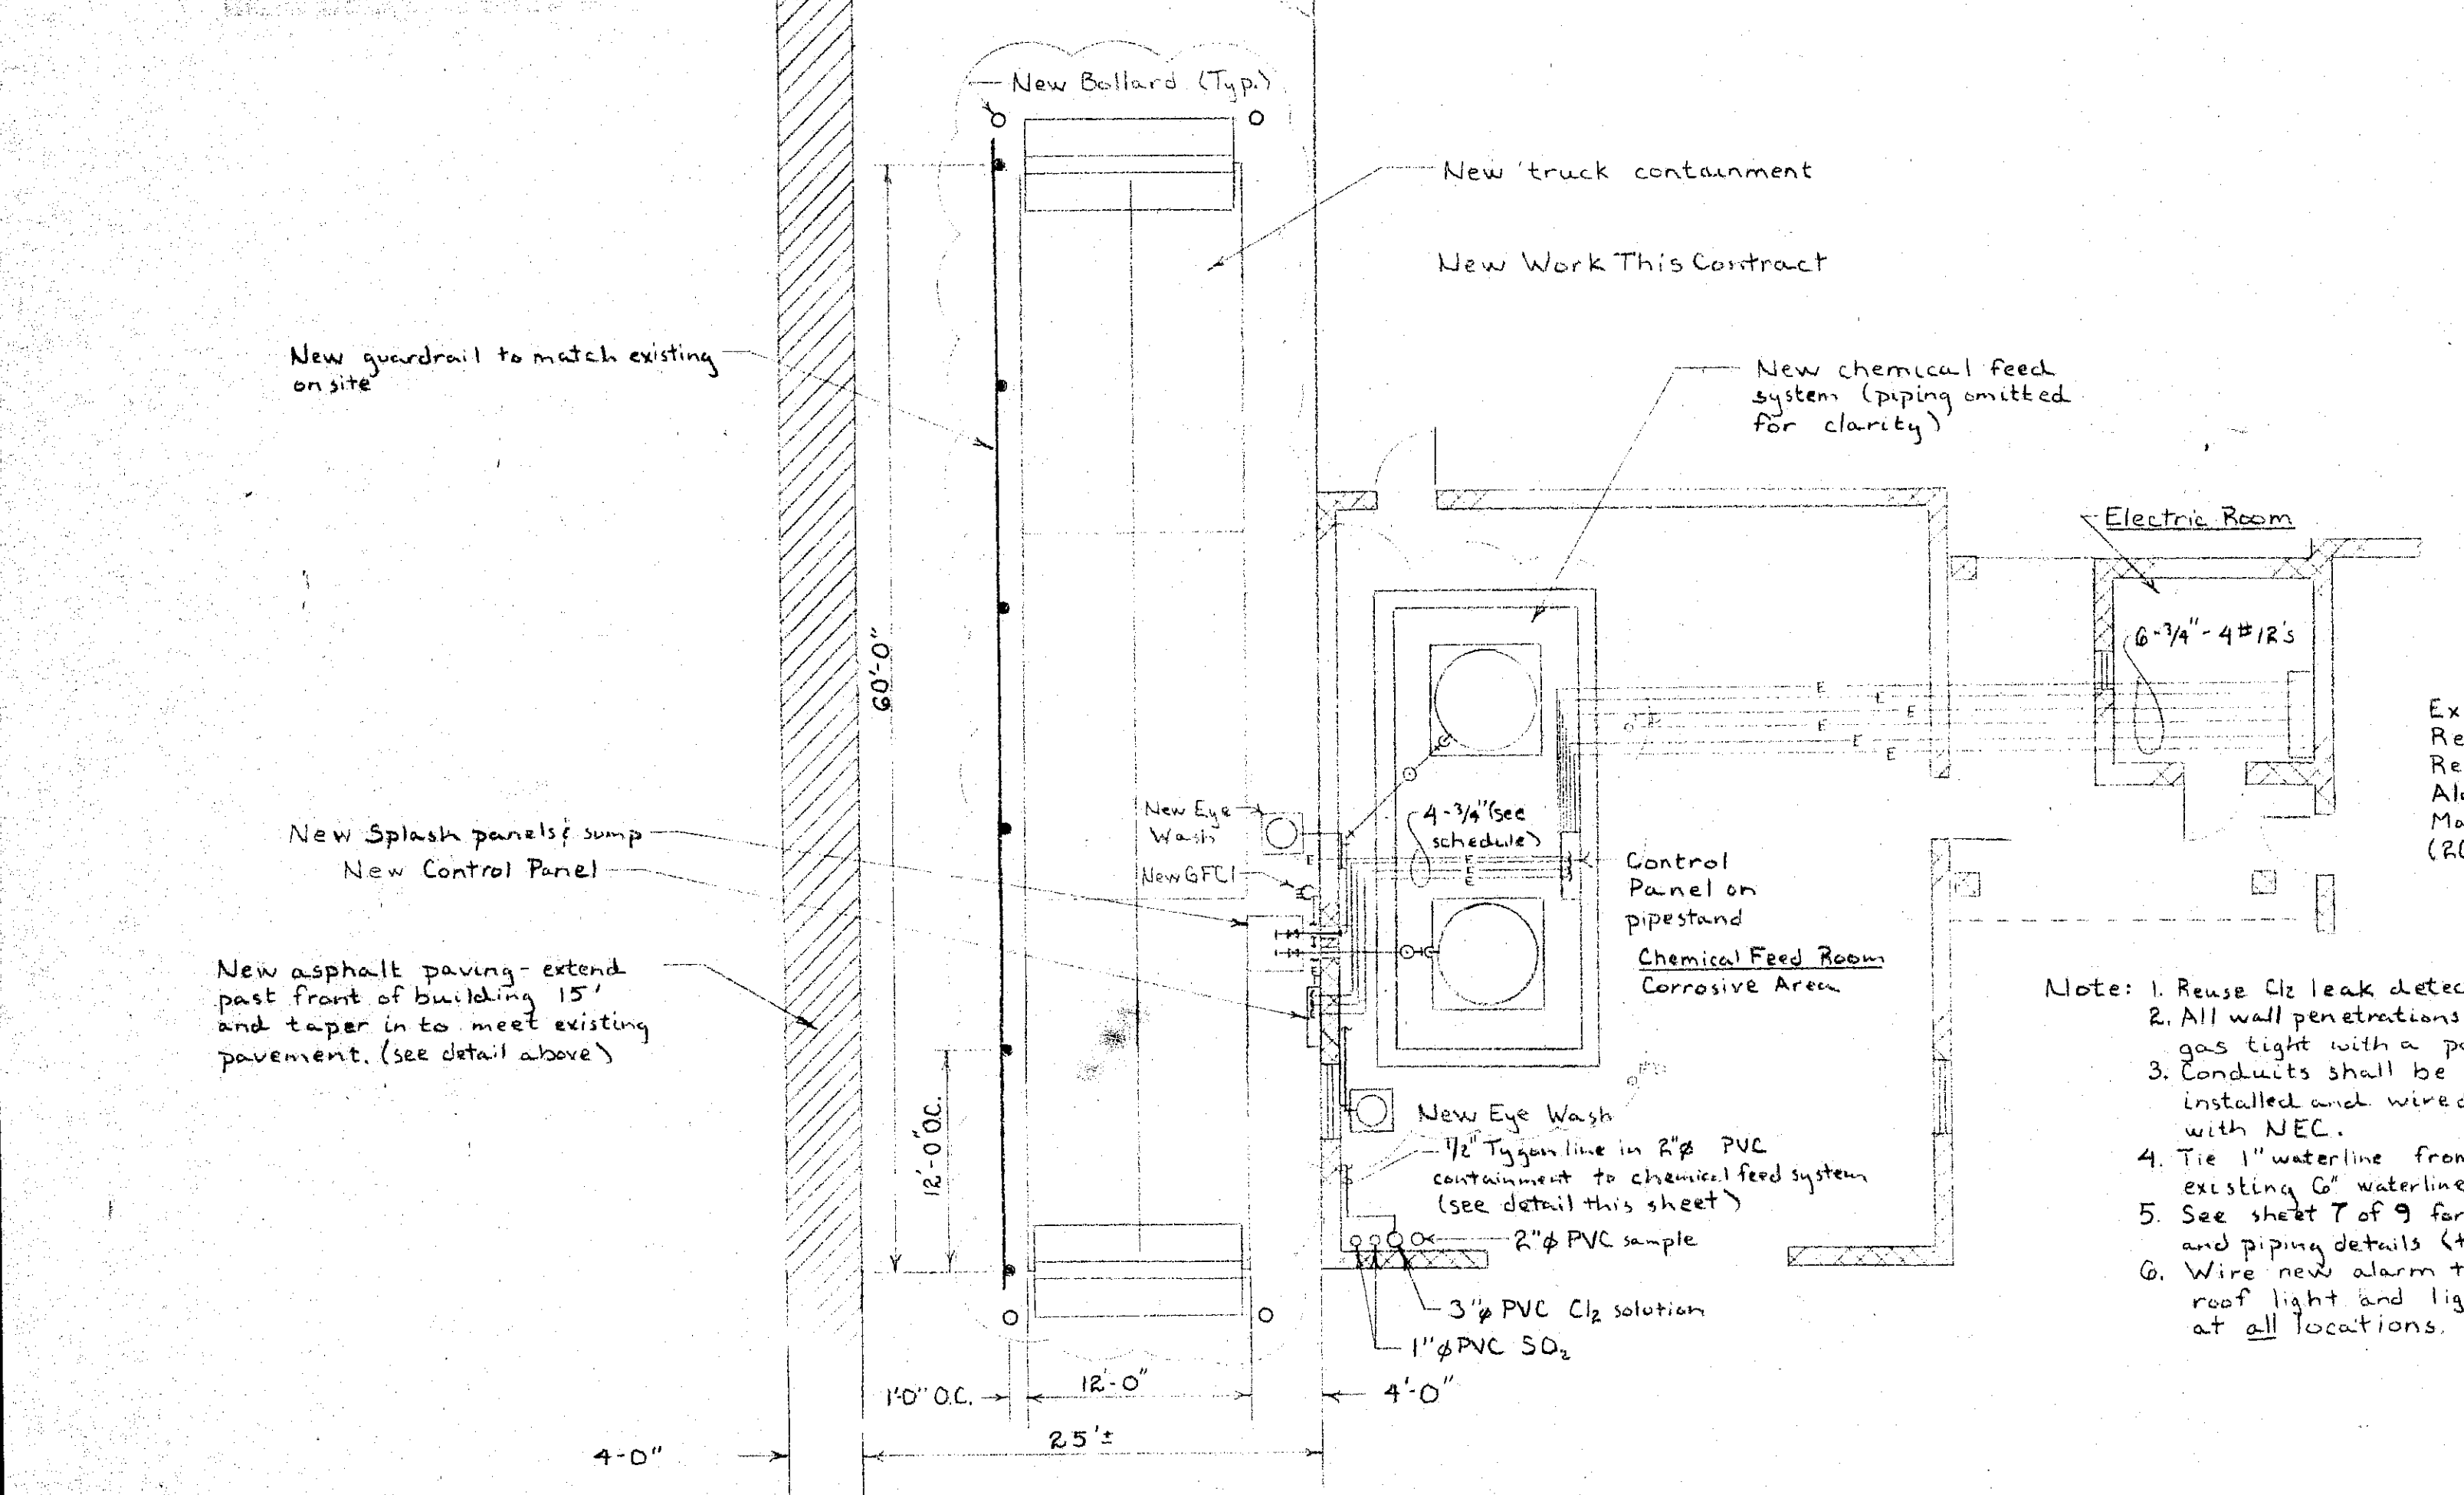 New Bollard (Typ.)
New truck containment
New Work This Contract
New guardrail to match existing
on site
New chemical feed
system (piping omitted
for clarity)
Electric Room
6-3/4"-4#12's
60'-0"
E
E
E
E
E
E
New Eye
Wash
4-3/4" (see
schedule)
New Splash panels & sump
New Control Panel
New GFCI
E
E
E
E
E
Control
Panel on
pipestand
Chemical Feed Room
Corrosive Area
New asphalt paving - extend
past front of building 15'
and taper in to meet existing
pavement. (see detail above)
12'-0" O.C.
New Eye Wash
1/2" Tygon line in 2"ø PVC
containment to chemical feed system
(see detail this sheet)
2"ø PVC sample
3"ø PVC Cl2 solution
1"ø PVC SO2
1'-0" O.C.
12'-0"
4'-0"
25'±
4-0"
Ex
Re
Re
Al
Ma
(20
Note: 1. Reuse Cl2 leak detec
2. All wall penetrations
gas tight with a p
3. Conduits shall be
installed and wired
with NEC.
4. Tie 1" waterline from
existing 6" waterline
5. See sheet 7 of 9 for
and piping details (t
6. Wire new alarm t
roof light and lig
at all locations.